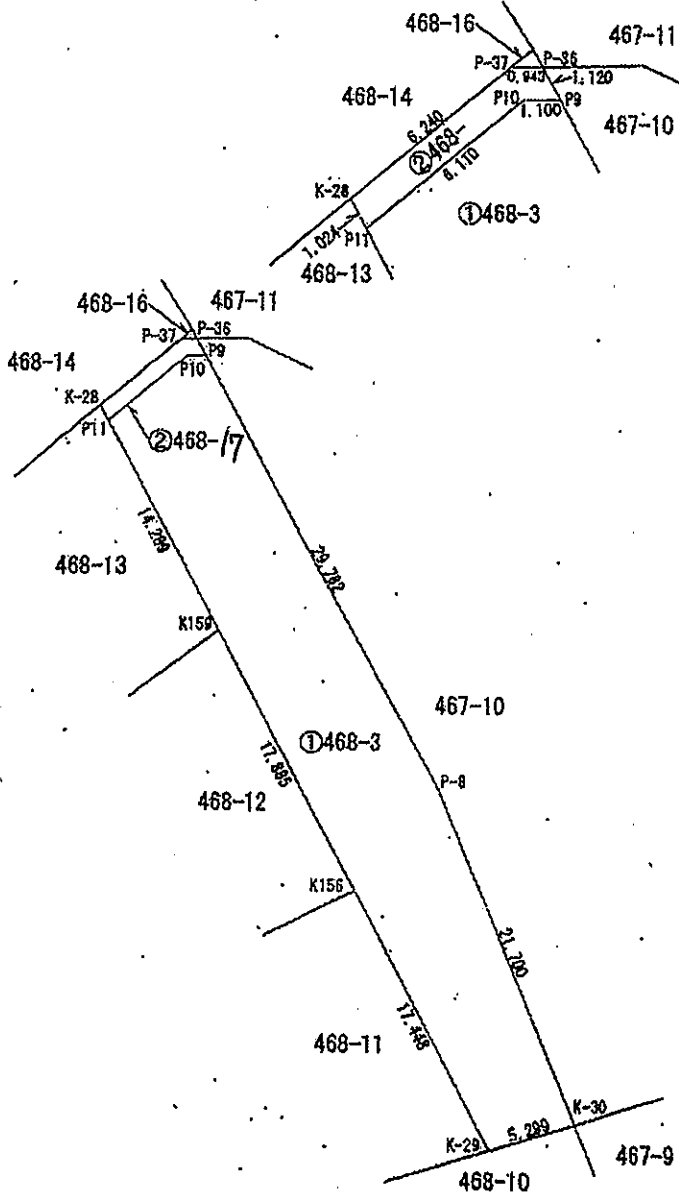 468-16
467-11
P-37
P-36
0.943
1.120
468-14
P10
P9
1.100
467-10
6.240
②468-
6.110
K-28
①468-3
1.024
P11
468-13
468-16
467-11
P-37
P-36
468-14
P9
P10
K-28
P11
②468-17
14.289
468-13
29.782
K159
467-10
①468-3
17.885
P-8
468-12
K156
21.700
17.448
468-11
K-30
5.299
K-29
467-9
468-10